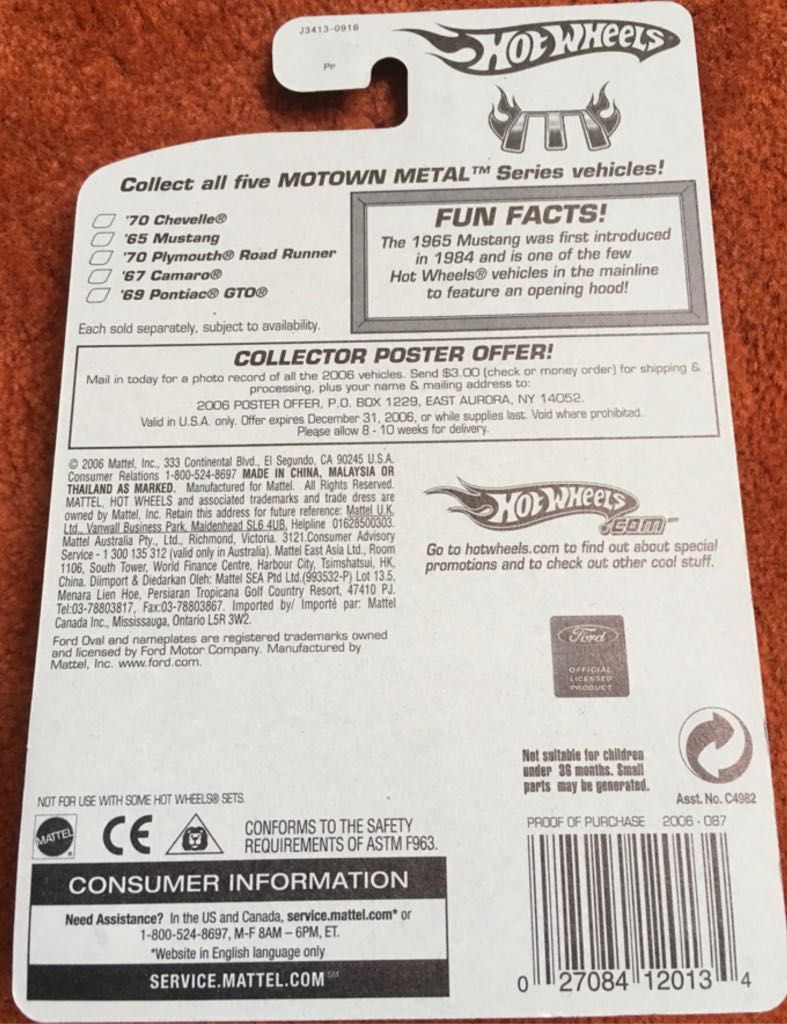 J3413-0916
Pp
HOT WHEELS
Collect all five MOTOWN METAL™ Series vehicles!
'70 Chevelle®
'65 Mustang
'70 Plymouth® Road Runner
'67 Camaro®
'69 Pontiac® GTO®
Each sold separately, subject to availability.
FUN FACTS!
The 1965 Mustang was first introduced
in 1984 and is one of the few
Hot Wheels® vehicles in the mainline
to feature an opening hood!
COLLECTOR POSTER OFFER!
Mail in today for a photo record of all the 2006 vehicles. Send $3.00 (check or money order) for shipping &
processing, plus your name & mailing address to:
2006 POSTER OFFER, P.O. BOX 1229, EAST AURORA, NY 14052.
Valid in U.S.A. only. Offer expires December 31, 2006, or while supplies last. Void where prohibited.
Please allow 8 - 10 weeks for delivery.
© 2006 Mattel, Inc., 333 Continental Blvd., El Segundo, CA 90245 U.S.A.
Consumer Relations 1-800-524-8697 MADE IN CHINA, MALAYSIA OR
THAILAND AS MARKED. Manufactured for Mattel. All Rights Reserved.
MATTEL, HOT WHEELS and associated trademarks and trade dress are
owned by Mattel, Inc. Retain this address for future reference: Mattel U.K.
Ltd., Vanwall Business Park, Maidenhead SL6 4UB, Helpline 01628500303.
Mattel Australia Pty., Ltd., Richmond, Victoria. 3121.Consumer Advisory
Service - 1 300 135 312 (valid only in Australia). Mattel East Asia Ltd., Room
1106, South Tower, World Finance Centre, Harbour City, Tsimshatsui, HK,
China. Diimport & Diedarkan Oleh: Mattel SEA Ptd Ltd.(993532-P) Lot 13.5,
Menara Lien Hoe, Persiaran Tropicana Golf Country Resort, 47410 PJ.
Tel:03-78803817, Fax:03-78803867. Imported by/ Importé par: Mattel
Canada Inc., Mississauga, Ontario L5R 3W2.
Ford Oval and nameplates are registered trademarks owned
and licensed by Ford Motor Company. Manufactured by
Mattel, Inc. www.ford.com.
HOT WHEELS
.COM℠
Go to hotwheels.com to find out about special
promotions and to check out other cool stuff.
Ford
OFFICIAL
LICENSED
PRODUCT
Not suitable for children
under 36 months. Small
parts may be generated.
Asst. No. C4982
NOT FOR USE WITH SOME HOT WHEELS® SETS.
MATTEL®
CE
CONFORMS TO THE SAFETY
REQUIREMENTS OF ASTM F963.
PROOF OF PURCHASE 2006 - 087
CONSUMER INFORMATION
Need Assistance? In the US and Canada, service.mattel.com* or
1-800-524-8697, M-F 8AM – 6PM, ET.
*Website in English language only
SERVICE.MATTEL.COM℠
0 27084 12013 4